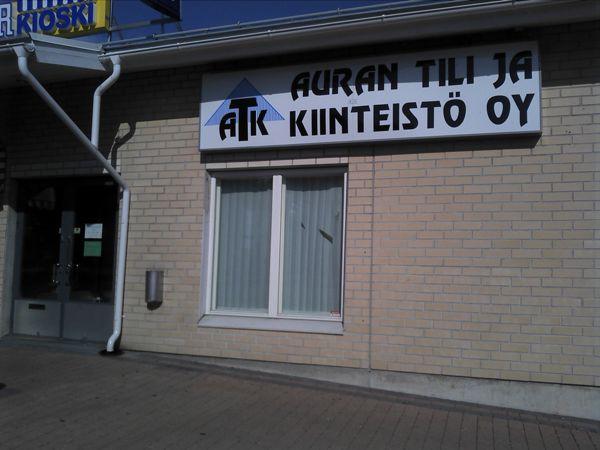 R KIOSKI
ATK
AURAN TILI JA
KIINTEISTÖ OY